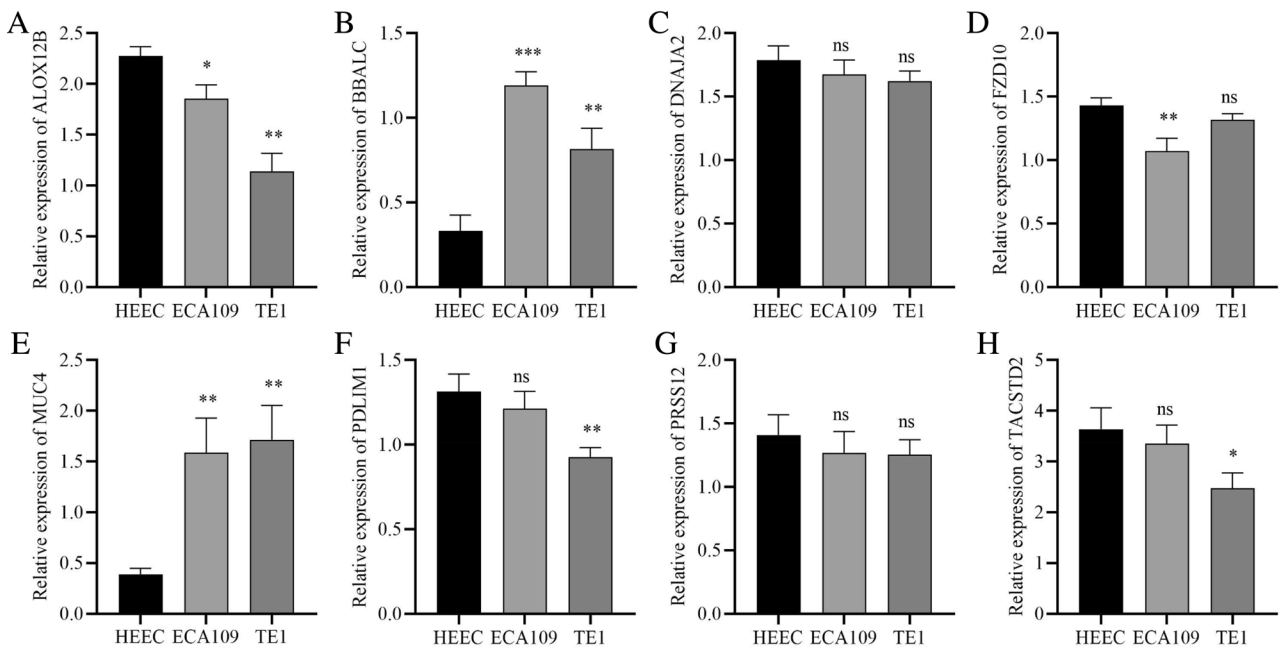 A
Relative expression of ALOX12B
2.5
2.0
1.5
1.0
0.5
0.0
*
**
HEEC ECA109 TE1
B
Relative expression of BBALC
1.5
1.0
0.5
0.0
***
**
HEEC ECA109 TE1
C
Relative expression of DNAJA2
2.0
1.5
1.0
0.5
0.0
ns
ns
HEEC ECA109 TE1
D
Relative expression of FZD10
2.0
1.5
1.0
0.5
0.0
**
ns
HEEC ECA109 TE1
E
Relative expression of MUC4
2.5
2.0
1.5
1.0
0.5
0.0
**
**
HEEC ECA109 TE1
F
Relative expression of PDLIM1
1.5
1.0
0.5
0.0
ns
**
HEEC ECA109 TE1
G
Relative expression of PRSS12
2.0
1.5
1.0
0.5
0.0
ns
ns
HEEC ECA109 TE1
H
Relative expression of TACSTD2
5
4
3
2
1
0
ns
*
HEEC ECA109 TE1